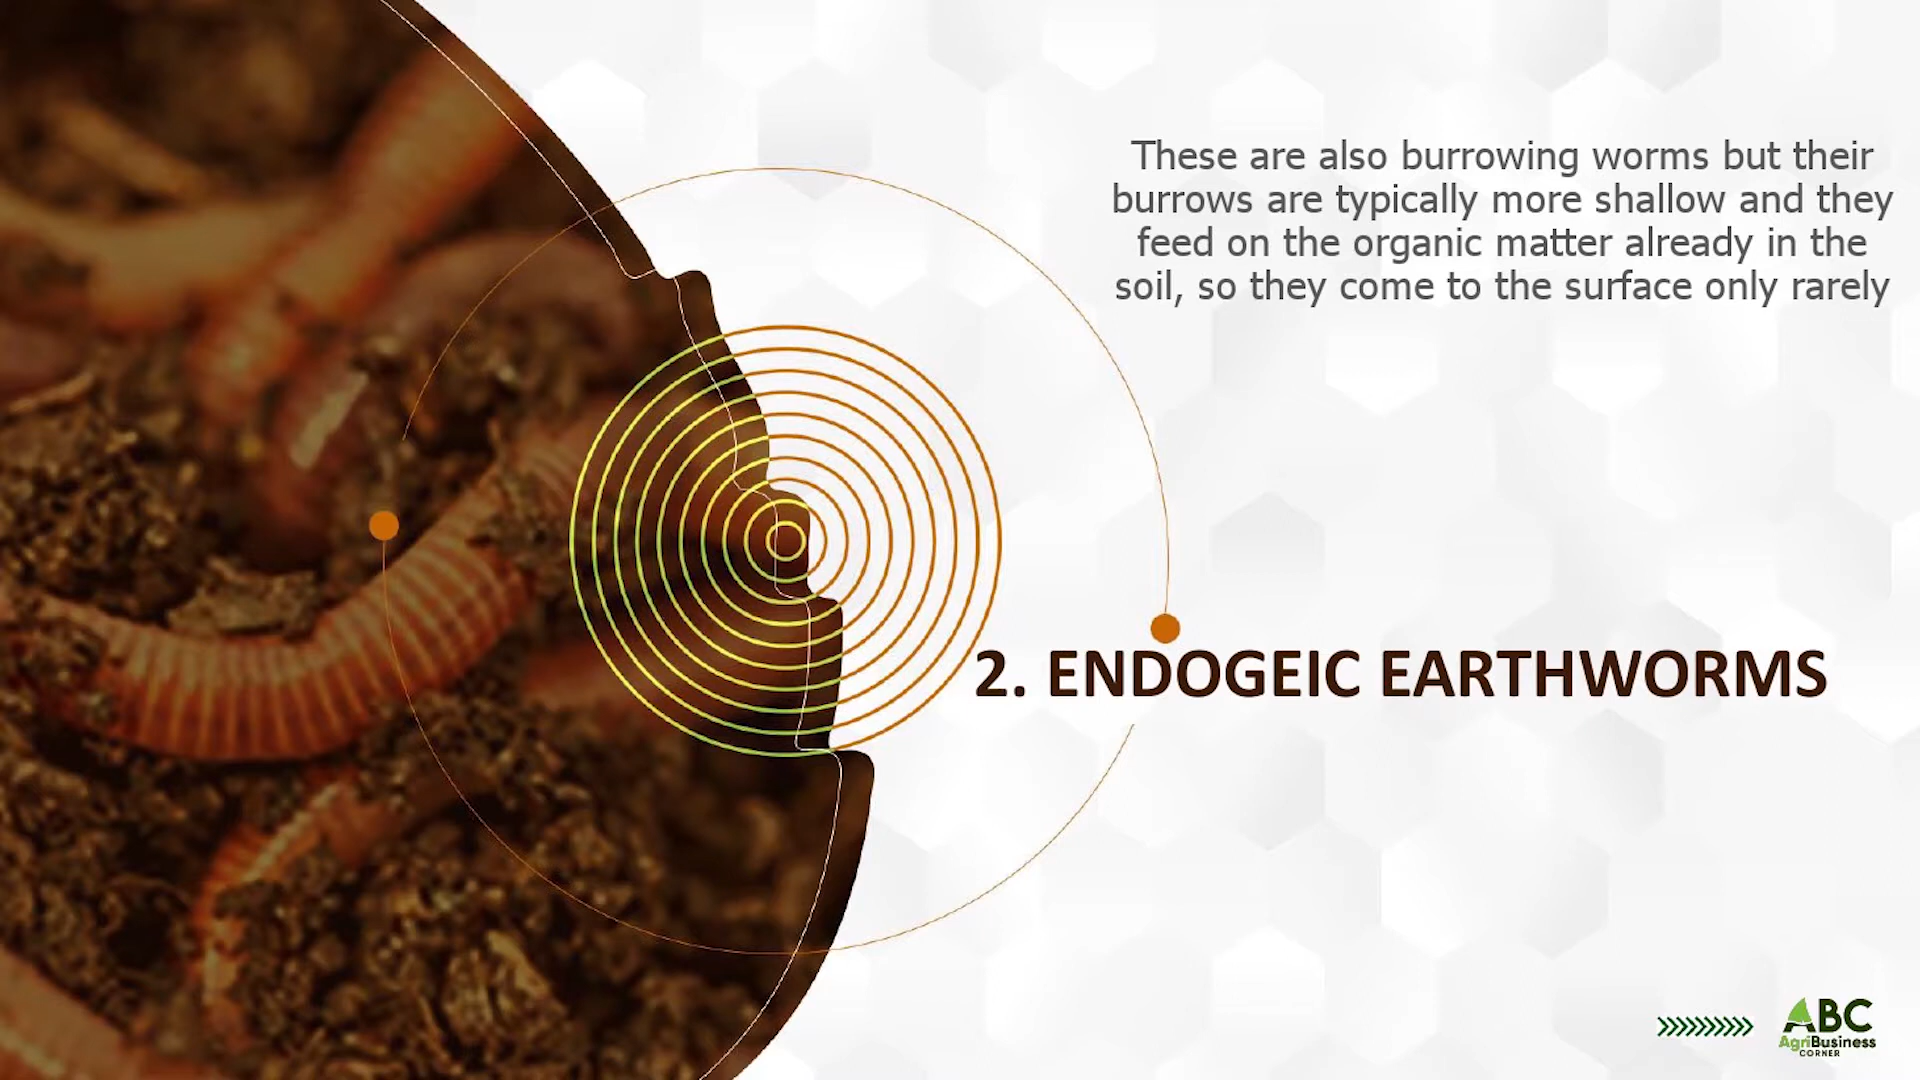 These are also burrowing worms but their
burrows are typically more shallow and they
feed on the organic matter already in the
soil, so they come to the surface only rarely
2. ENDOGEIC EARTHWORMS
ABC
AgriBusiness
CORNER